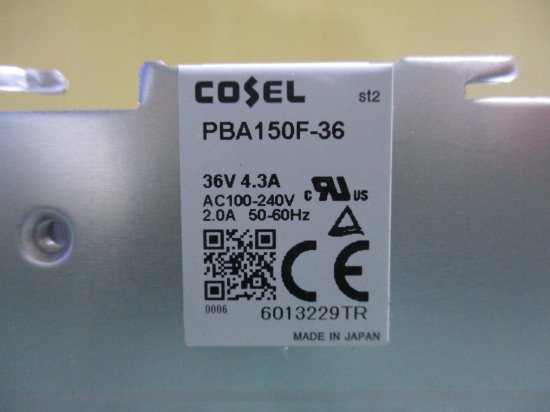 COSEL
st2
PBA150F-36
36V 4.3A
AC100-240V
2.0A 50-60Hz
c RU US
CE
0006
6013229TR
MADE IN JAPAN